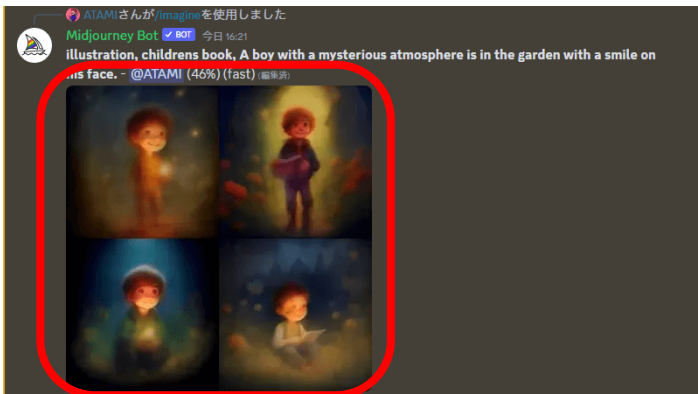 ATAMIさんが/imagineを使用しました
Midjourney Bot ✓ BOT 今日 16:21
illustration, childrens book, A boy with a mysterious atmosphere is in the garden with a smile on
his face. - @ATAMI (46%) (fast) (編集済)